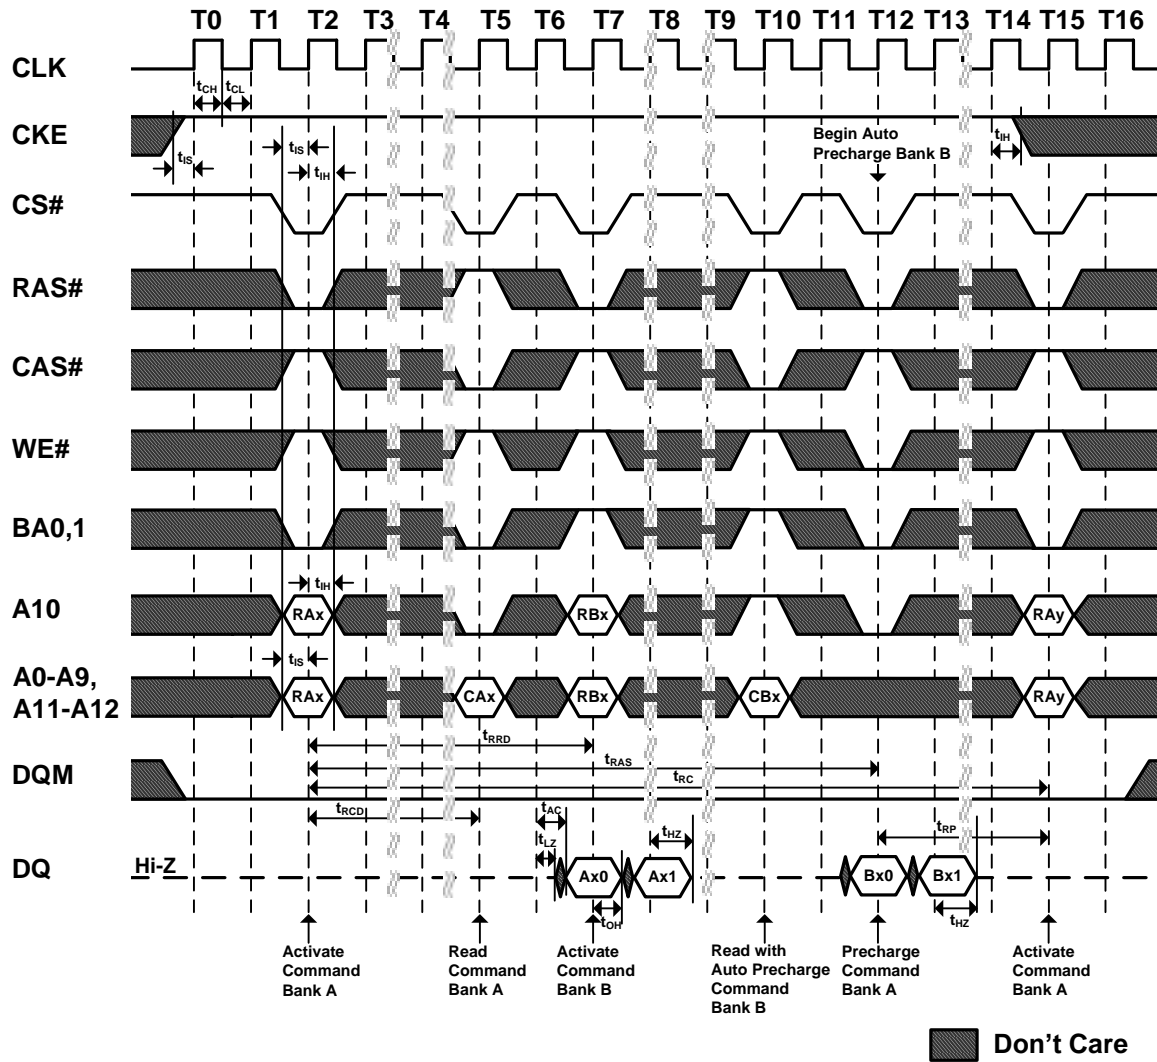 T0 T1 T2 T3 T4 T5 T6 T7 T8 T9 T10 T11 T12 T13 T14 T15 T16
CLK
tCH tCL
CKE
Begin Auto
Precharge Bank B
tIS tIS tIH
tIH
CS#
RAS#
CAS#
WE#
BA0,1
tIH
A10
RAx RBx RAy
tIS
A0-A9,
A11-A12
RAx CAx RBx CBx RAy
tRRD
tRAS
DQM
tRC
tRCD tAC
tRP
tLZ tHZ
DQ
Hi-Z
Ax0 Ax1 Bx0 Bx1
tOH tHZ
Activate
Command
Bank A
Read
Command
Bank A
Activate
Command
Bank B
Read with
Auto Precharge
Command
Bank B
Precharge
Command
Bank A
Activate
Command
Bank A
Don't Care